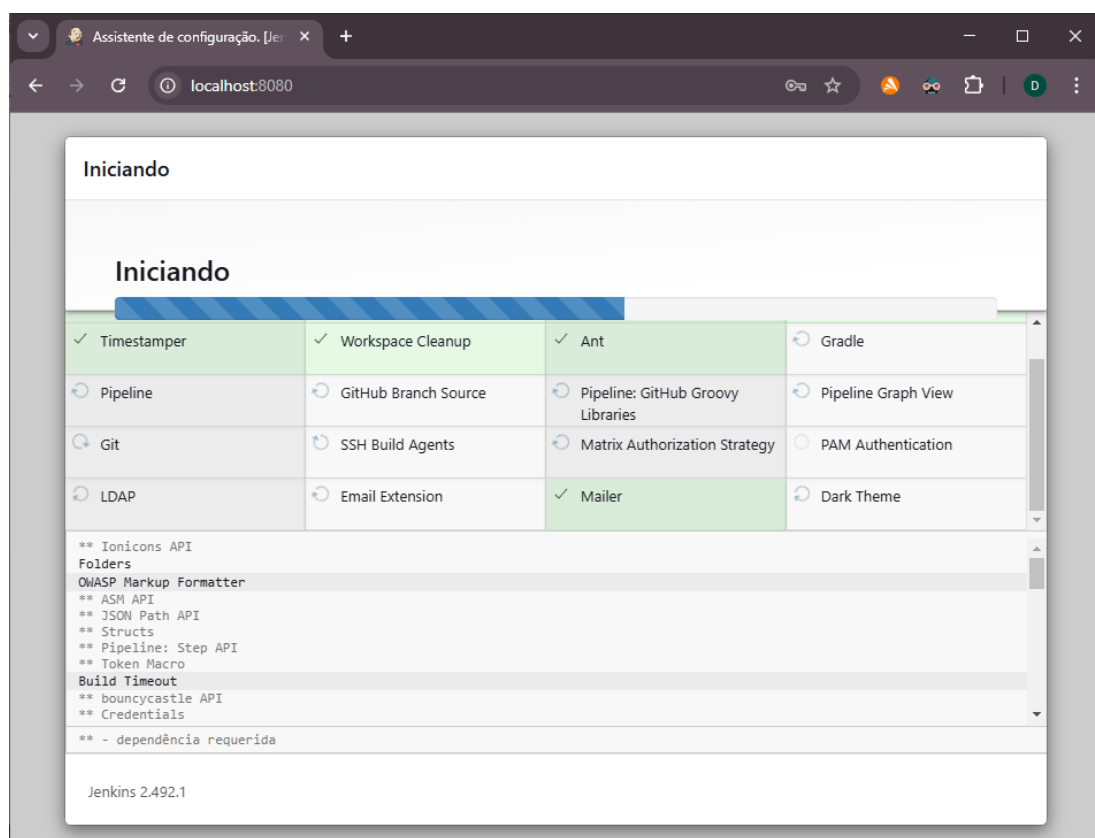 Assistente de configuração. [Jen
localhost:8080
D
Iniciando
Iniciando
Timestamper
Workspace Cleanup
Ant
Gradle
Pipeline
GitHub Branch Source
Pipeline: GitHub Groovy
Libraries
Pipeline Graph View
Git
SSH Build Agents
Matrix Authorization Strategy
PAM Authentication
LDAP
Email Extension
Mailer
Dark Theme
** Ionicons API
Folders
OWASP Markup Formatter
** ASM API
** JSON Path API
** Structs
** Pipeline: Step API
** Token Macro
Build Timeout
** bouncycastle API
** Credentials
** - dependência requerida
Jenkins 2.492.1